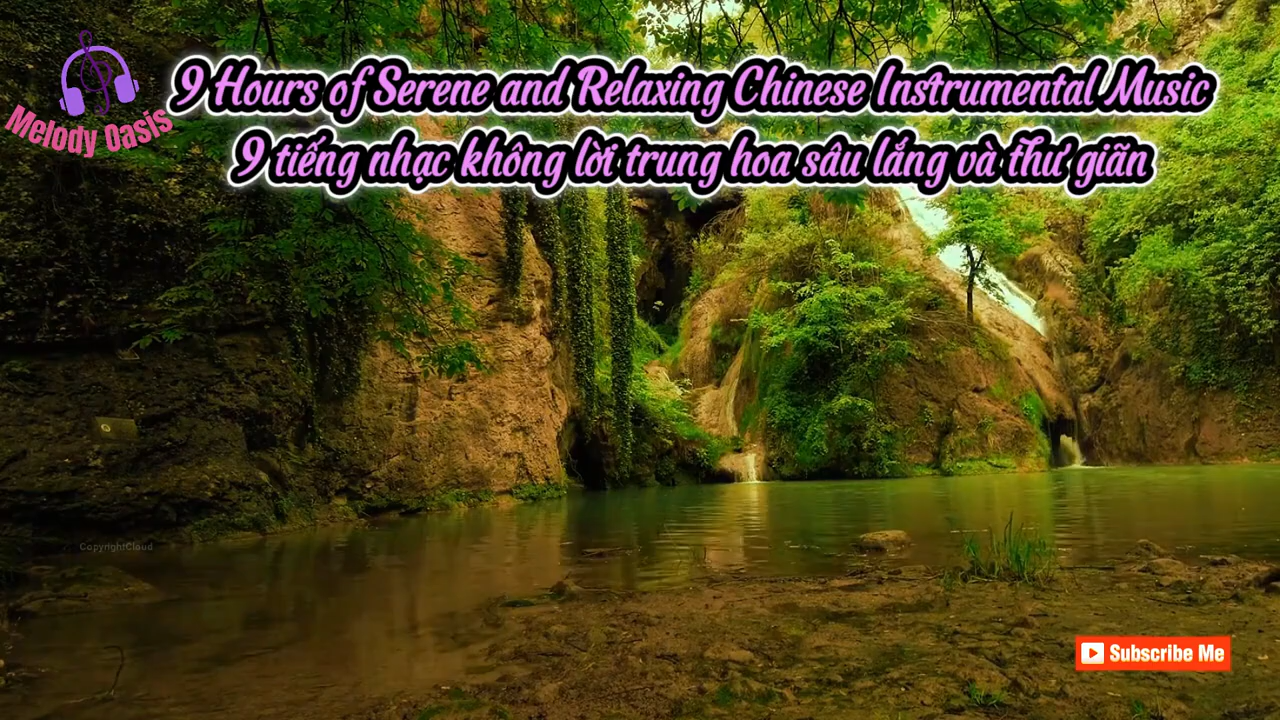 Melody Oasis
9 Hours of Serene and Relaxing Chinese Instrumental Music
9 tiếng nhạc không lời trung hoa sâu lắng và thư giãn
CopyrightCloud
Subscribe Me